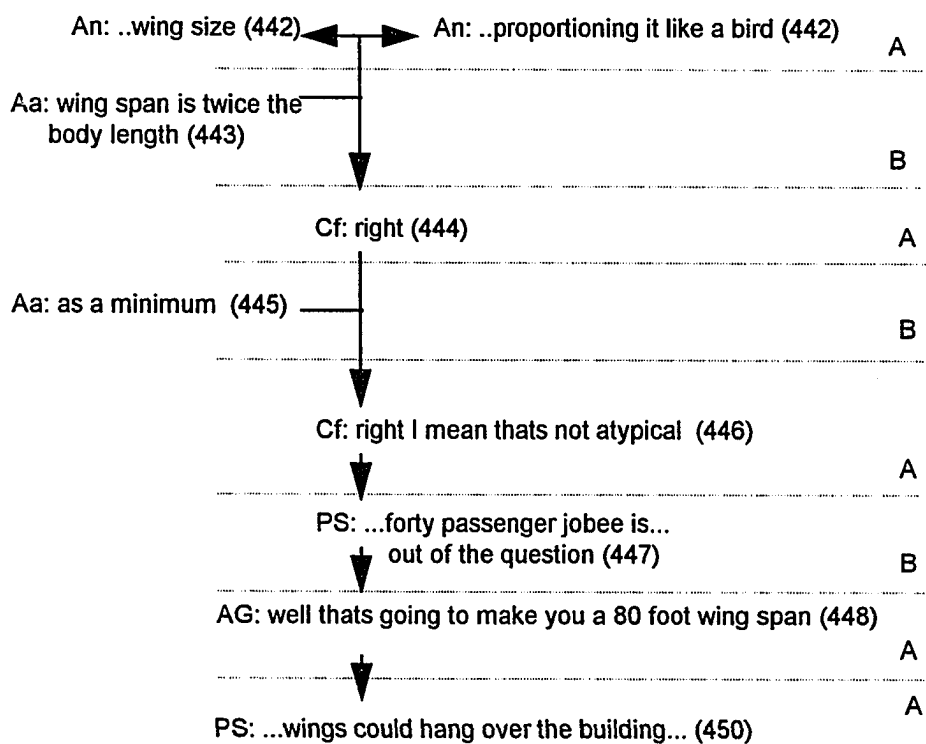 An: ..wing size (442) An: ..proportioning it like a bird (442)
A
Aa: wing span is twice the
body length (443)
B
Cf: right (444)
A
Aa: as a minimum (445)
B
Cf: right I mean thats not atypical (446)
A
PS: ...forty passenger jobee is...
out of the question (447)
B
AG: well thats going to make you a 80 foot wing span (448)
A
A
PS: ...wings could hang over the building... (450)